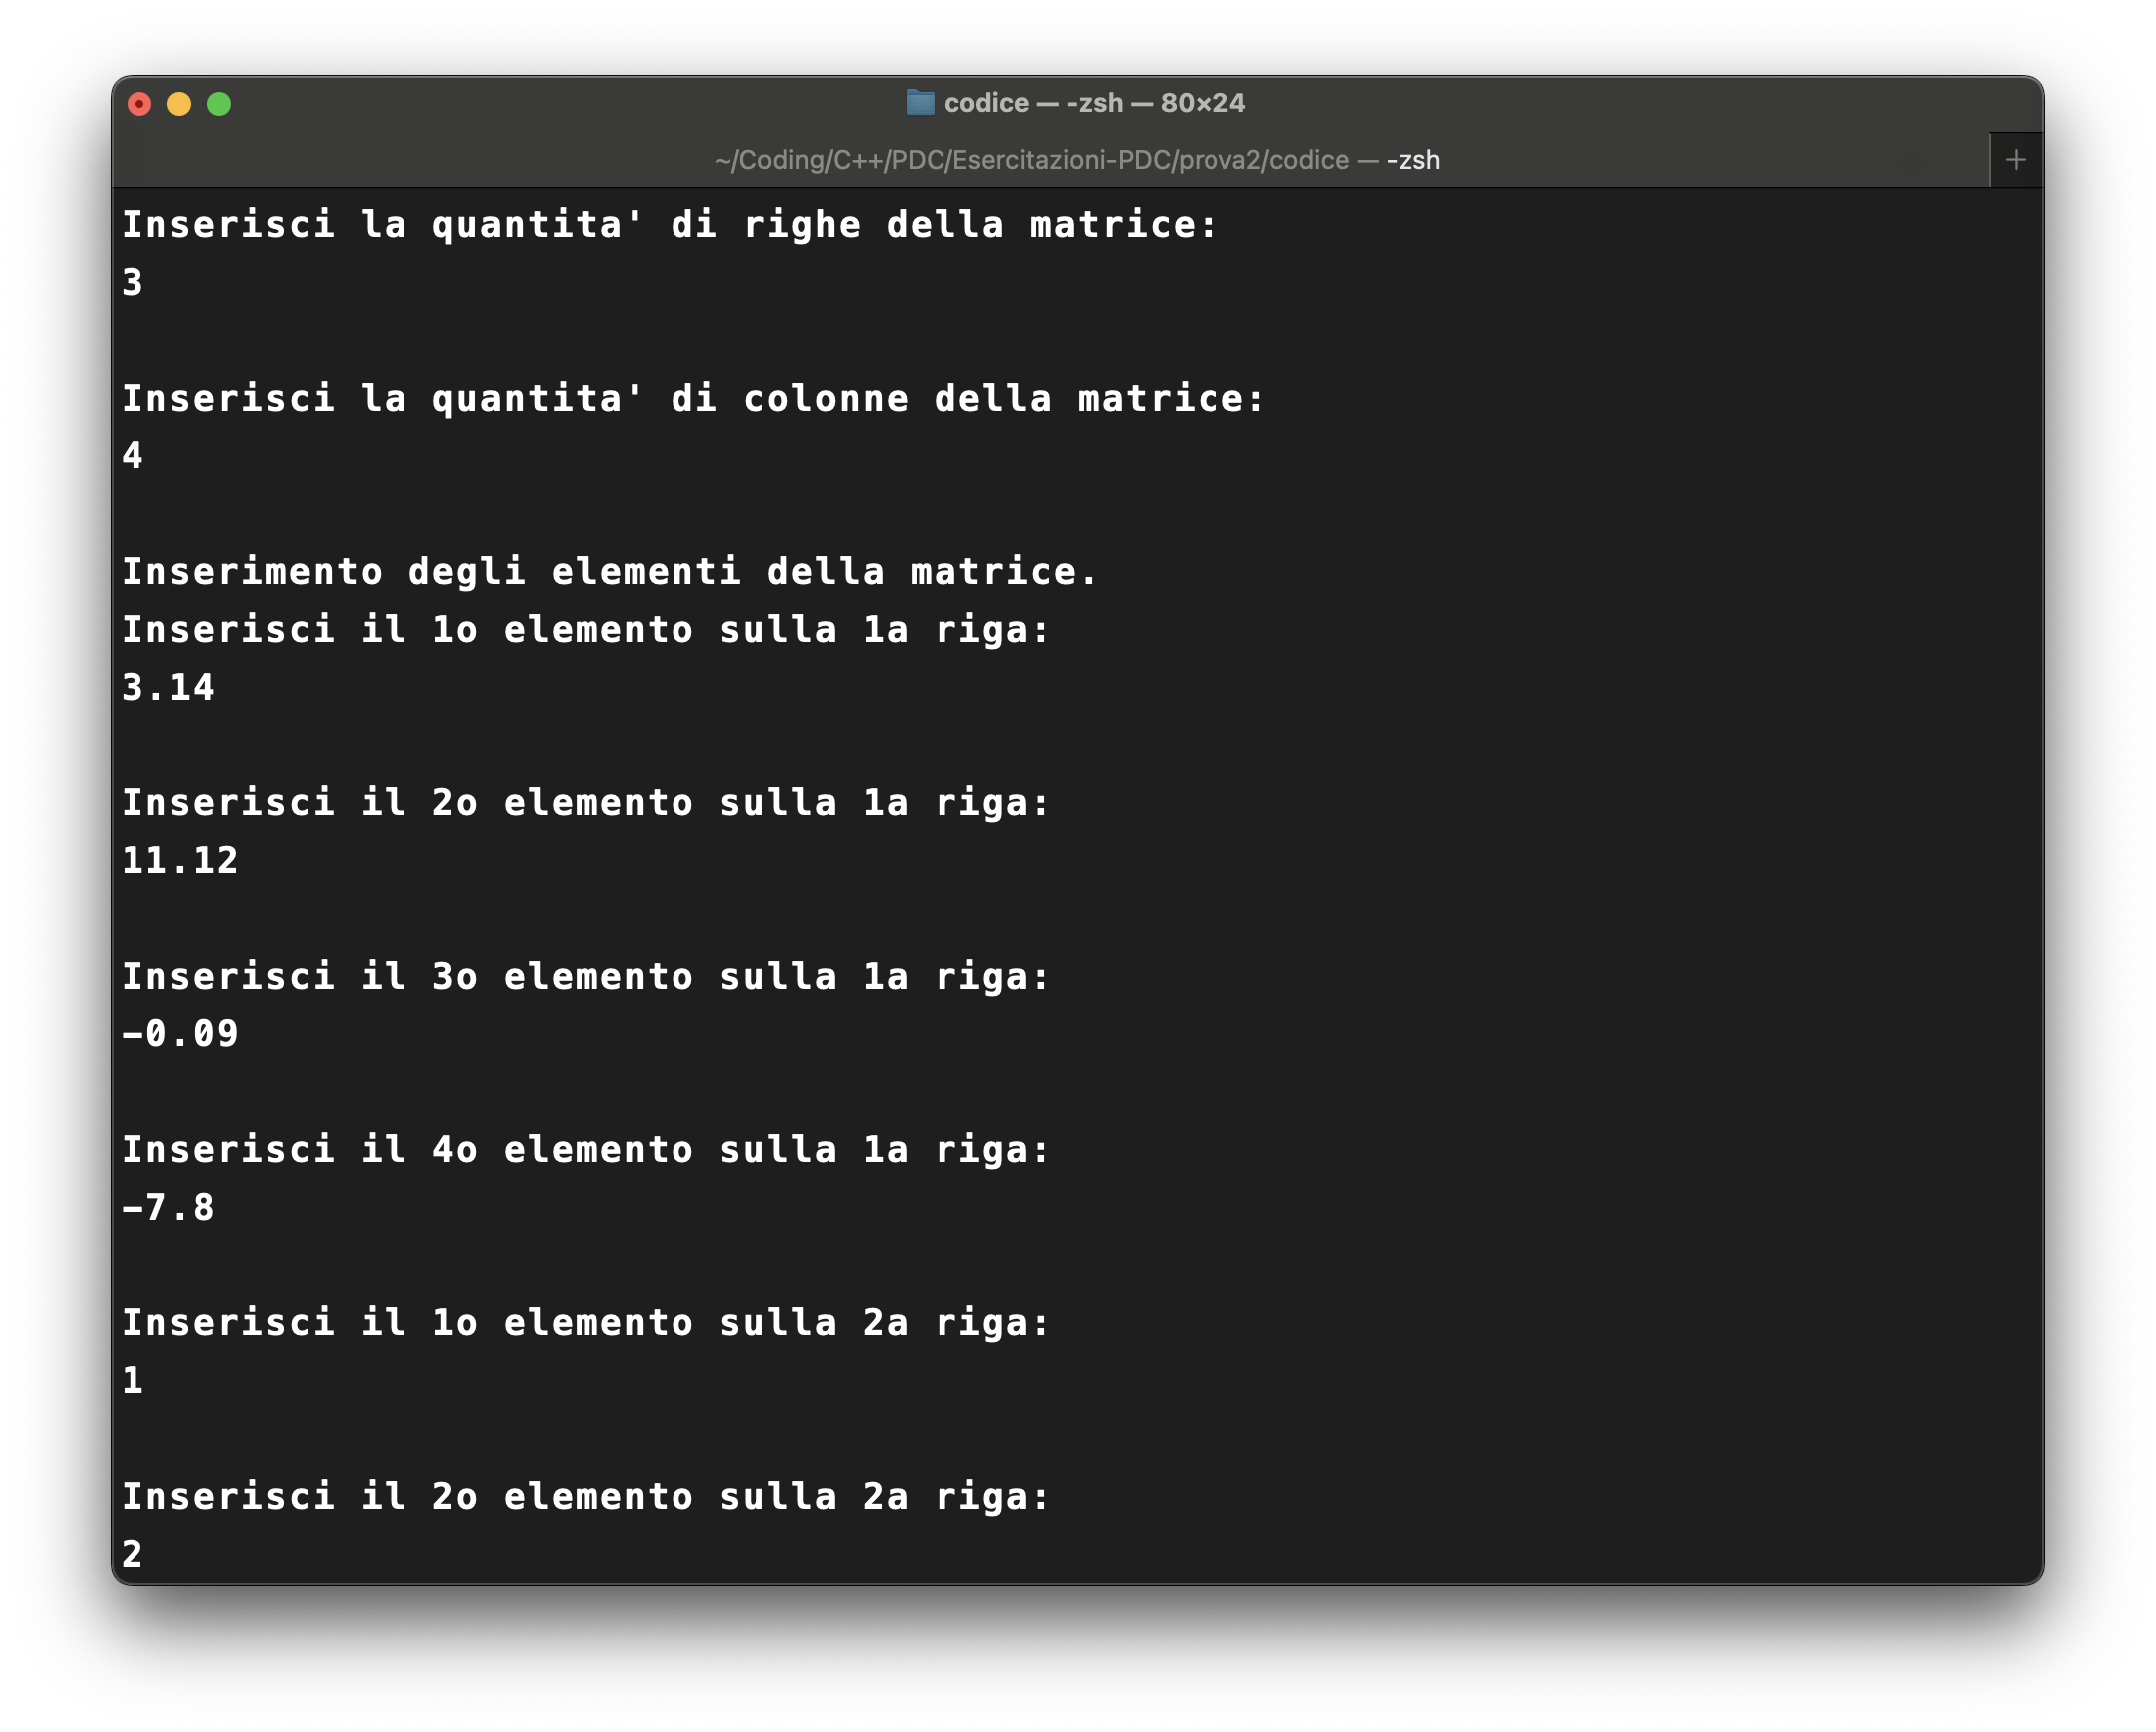 codice — -zsh — 80×24
~/Coding/C++/PDC/Esercitazioni-PDC/prova2/codice — -zsh
Inserisci la quantita' di righe della matrice:
3
Inserisci la quantita' di colonne della matrice:
4
Inserimento degli elementi della matrice.
Inserisci il 1o elemento sulla 1a riga:
3.14
Inserisci il 2o elemento sulla 1a riga:
11.12
Inserisci il 3o elemento sulla 1a riga:
-0.09
Inserisci il 4o elemento sulla 1a riga:
-7.8
Inserisci il 1o elemento sulla 2a riga:
1
Inserisci il 2o elemento sulla 2a riga:
2